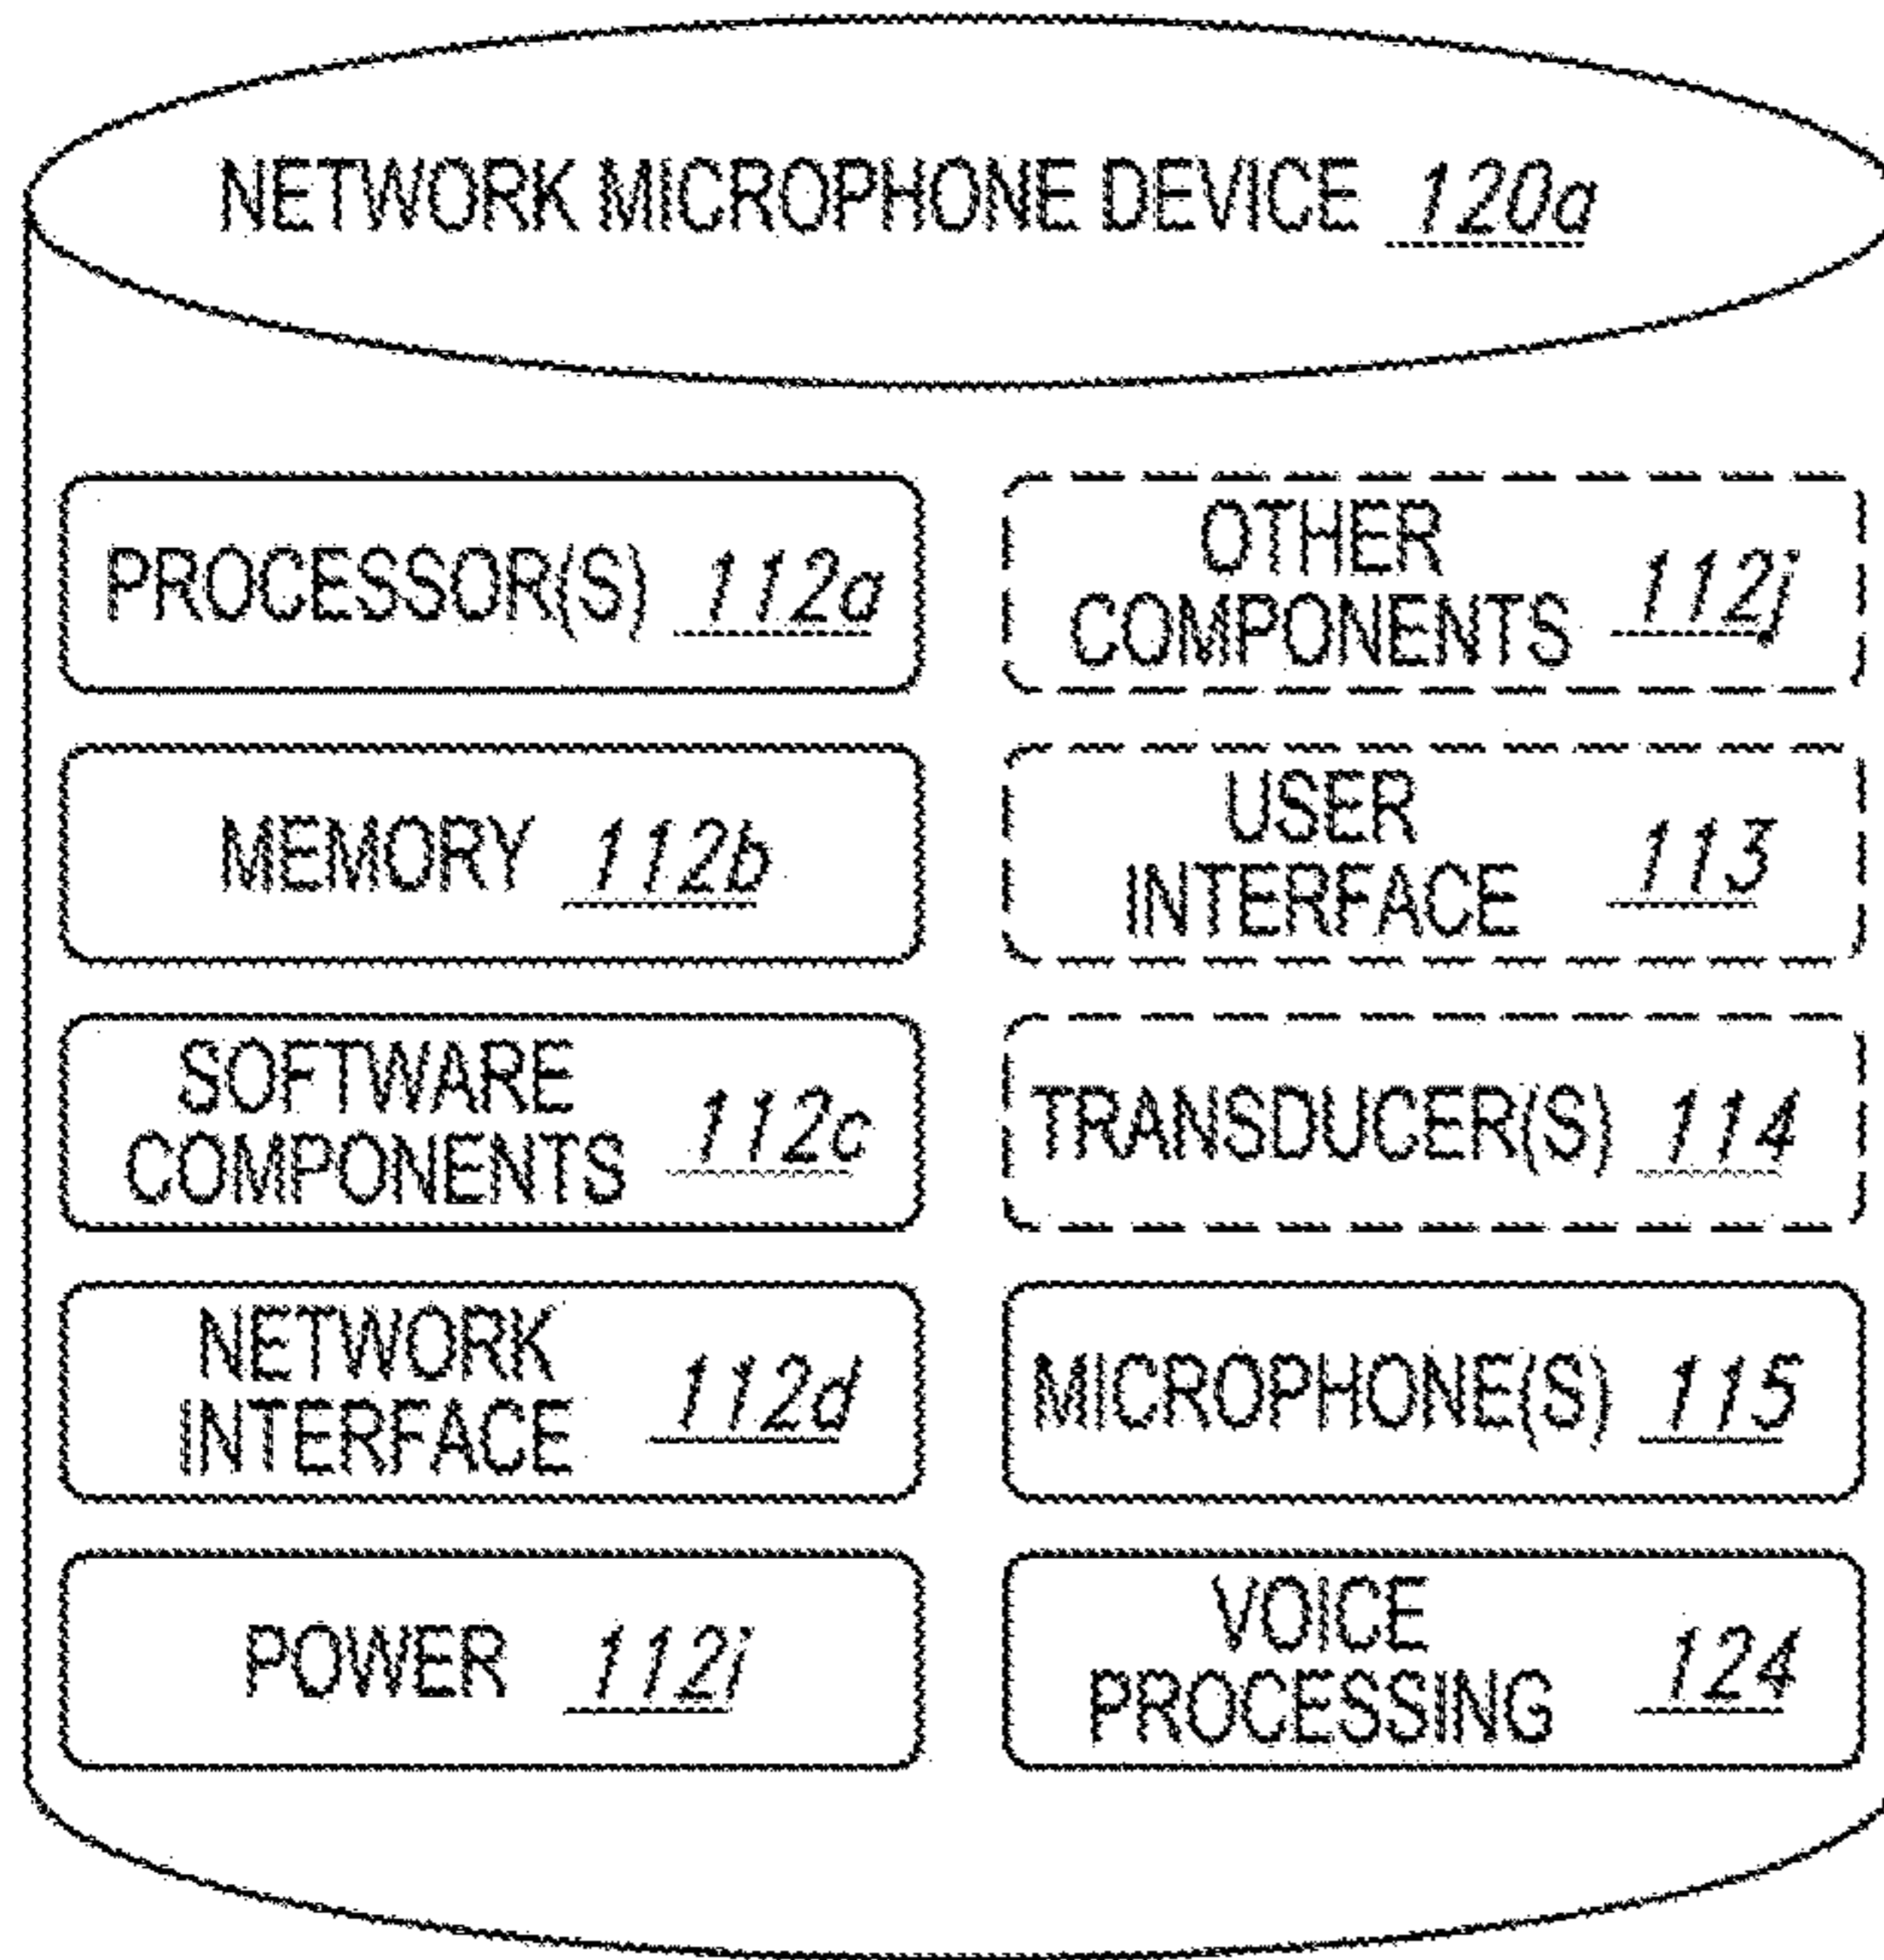 NETWORK MICROPHONE DEVICE 120a
PROCESSOR(S) 112a
MEMORY 112b
SOFTWARE
COMPONENTS 112c
NETWORK
INTERFACE 112d
POWER 112i
OTHER
COMPONENTS 112j
USER
INTERFACE 113
TRANSDUCER(S) 114
MICROPHONE(S) 115
VOICE
PROCESSING 124